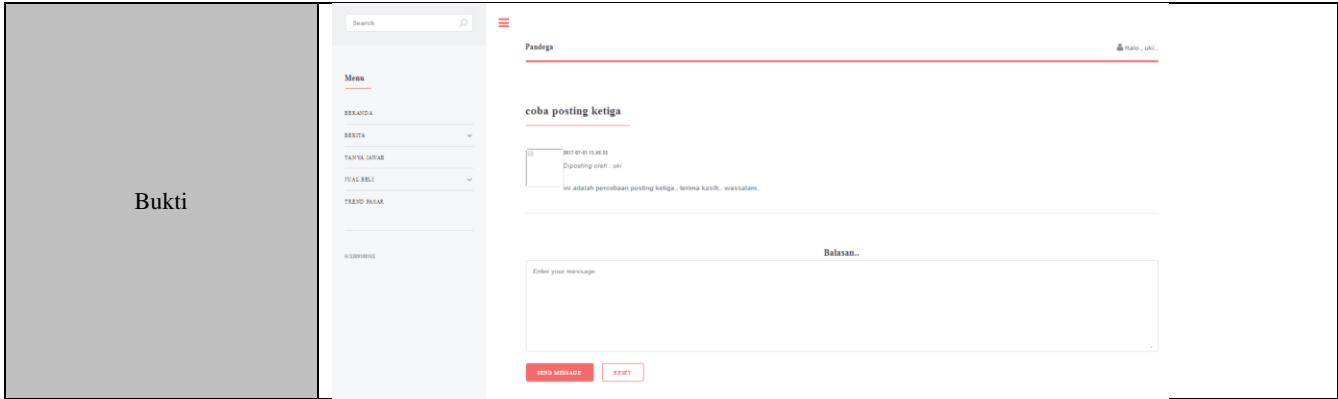 Bukti
Search
Pandega
Halo , uki..
Menu
BERANDA
BERITA
TANYA JAWAB
JUAL BELI
TREND PASAR
coba posting ketiga
Diposting oleh : uki
ini adalah percobaan posting ketiga.. terima kasih.. wassalam..
Balasan..
Enter your message
SEND MESSAGE
RESET